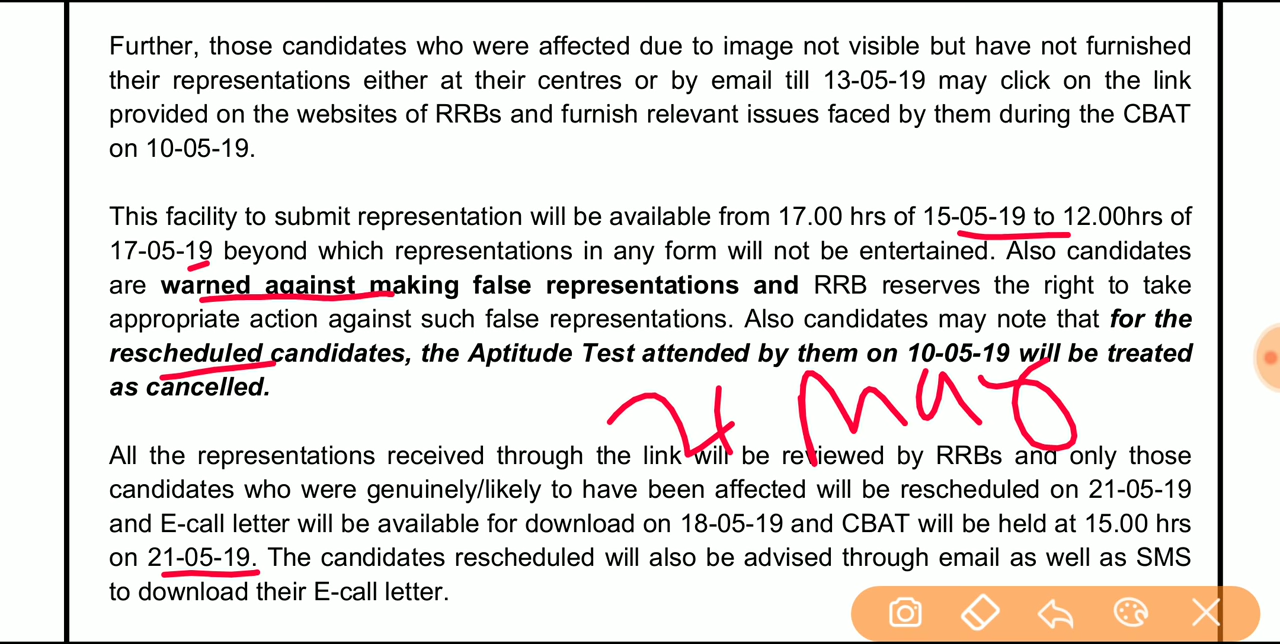 Further, those candidates who were affected due to image not visible but have not furnished
their representations either at their centres or by email till 13-05-19 may click on the link
provided on the websites of RRBs and furnish relevant issues faced by them during the CBAT
on 10-05-19.
This facility to submit representation will be available from 17.00 hrs of 15-05-19 to 12.00hrs of
17-05-19 beyond which representations in any form will not be entertained. Also candidates
are warned against making false representations and RRB reserves the right to take
appropriate action against such false representations. Also candidates may note that for the
rescheduled candidates, the Aptitude Test attended by them on 10-05-19 will be treated
as cancelled.
May
All the representations received through the link will be reviewed by RRBs and only those
candidates who were genuinely/likely to have been affected will be rescheduled on 21-05-19
and E-call letter will be available for download on 18-05-19 and CBAT will be held at 15.00 hrs
on 21-05-19. The candidates rescheduled will also be advised through email as well as SMS
to download their E-call letter.